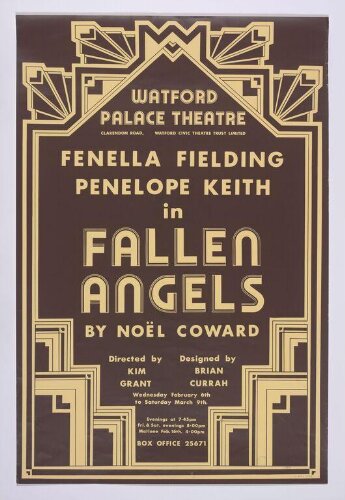 WATFORD
PALACE THEATRE
CLARENDON ROAD, WATFORD CIVIC THEATRE TRUST LIMITED
FENELLA FIELDING
PENELOPE KEITH
in
FALLEN
ANGELS
BY NOËL COWARD
Directed by Designed by
KIM BRIAN
GRANT CURRAH
Wednesday February 6th
to Saturday March 9th.
Evenings at 7-45pm
Fri. & Sat. evenings 8-00pm
Matinee Feb. 16th, 4-00pm
BOX OFFICE 25671